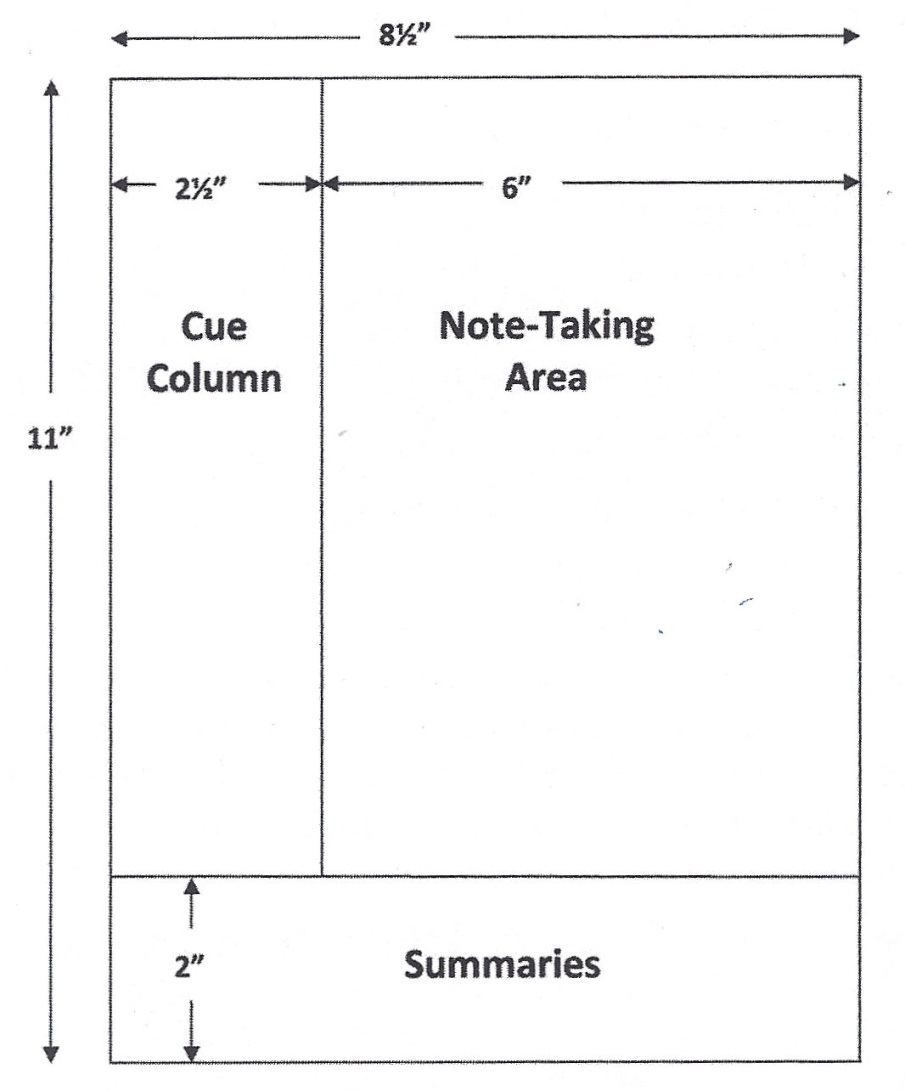 8½”
2½”
6”
Cue
Column
Note-Taking
Area
11”
2”
Summaries